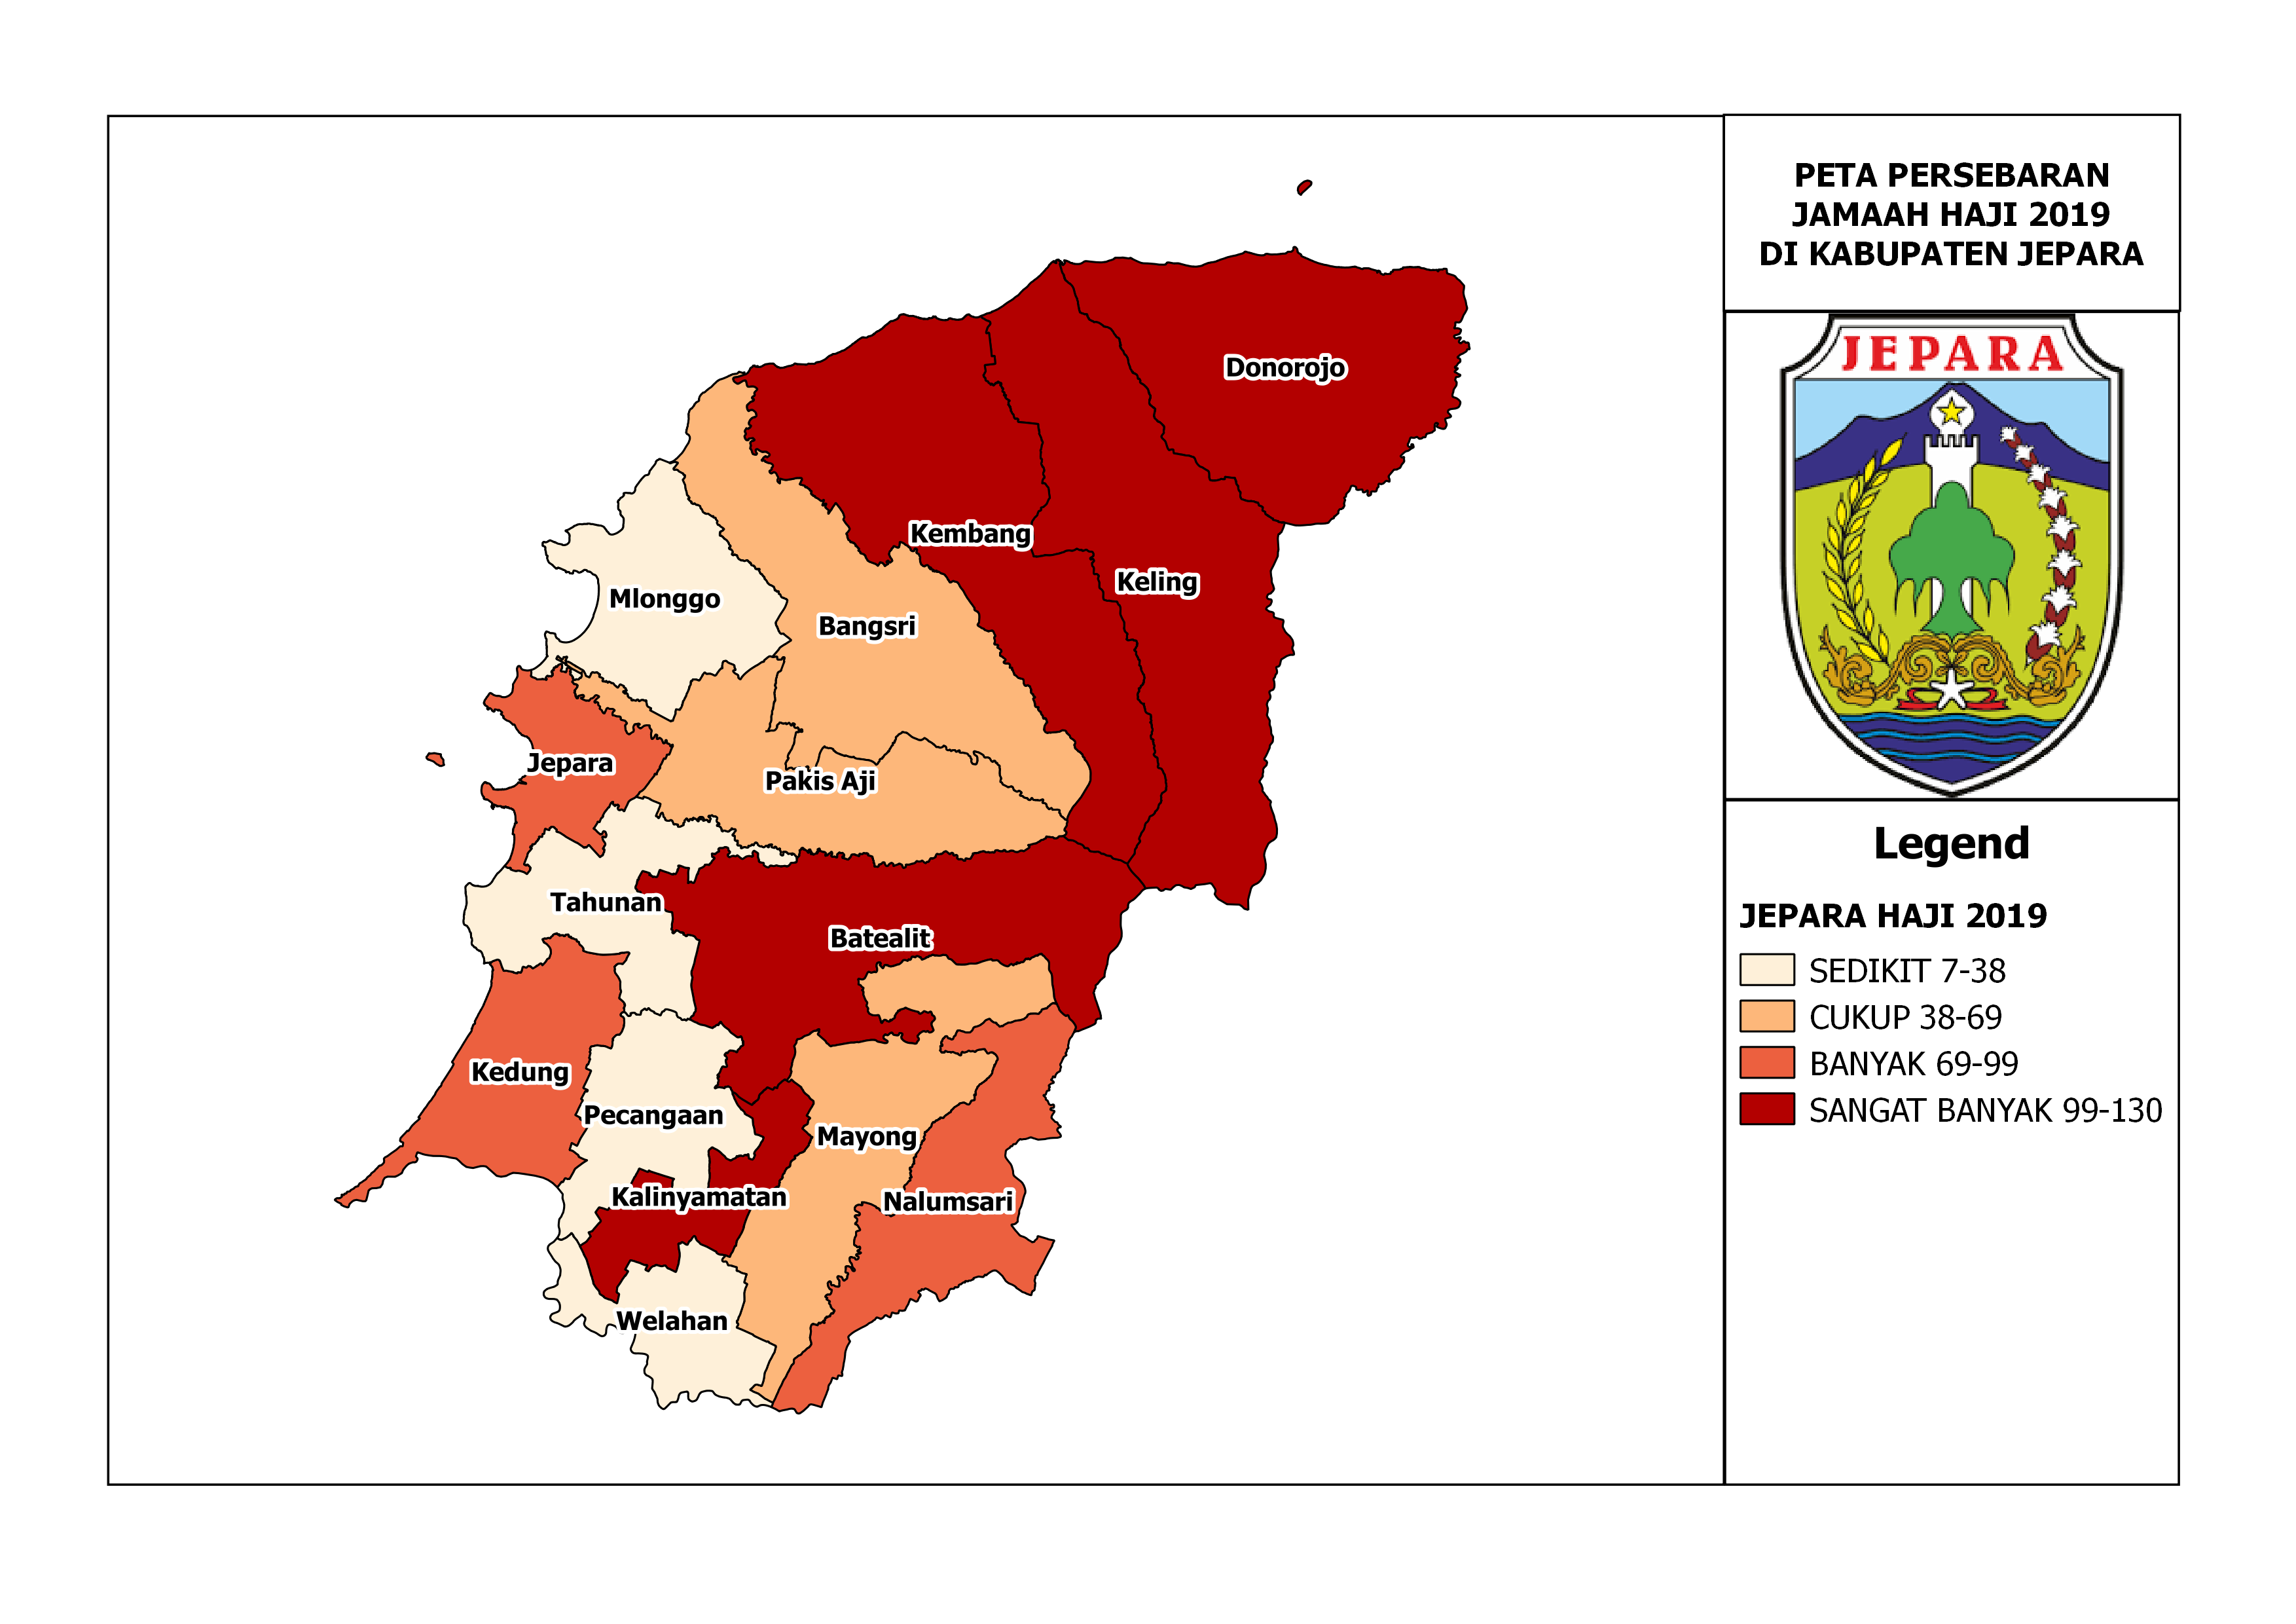 PETA PERSEBARAN
JAMAAH HAJI 2019
DI KABUPATEN JEPARA
JEPARA
Donorojo
Kembang
Keling
Mlonggo
Bangsri
Jepara
Pakis Aji
Tahunan
Batealit
Kedung
Pecangaan
Mayong
Kalinyamatan
Nalumsari
Welahan
Legend
JEPARA HAJI 2019
SEDIKIT 7-38
CUKUP 38-69
BANYAK 69-99
SANGAT BANYAK 99-130